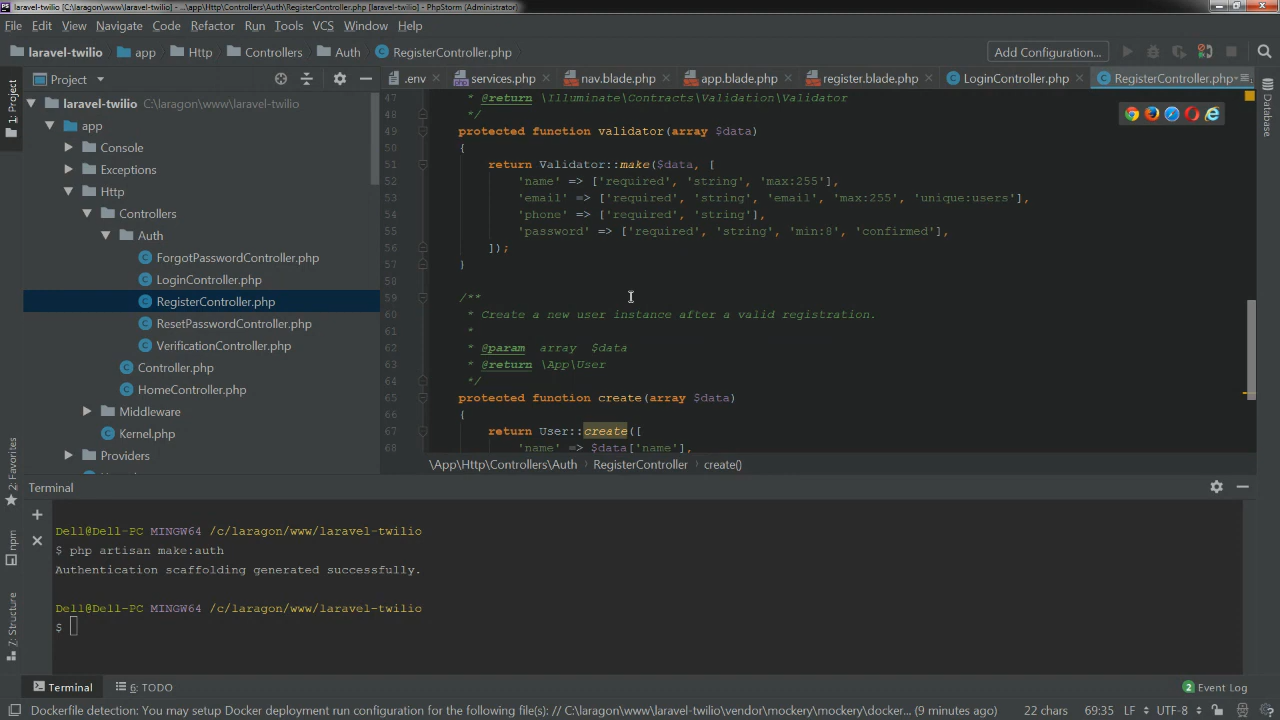 laravel-twilio [C:\laragon\www\laravel-twilio] - ...\app\Http\Controllers\Auth\RegisterController.php [laravel-twilio] - PhpStorm (Administrator)
File Edit View Navigate Code Refactor Run Tools VCS Window Help
laravel-twilio app Http Controllers Auth RegisterController.php Add Configuration...
Project .env services.php nav.blade.php app.blade.php register.blade.php LoginController.php RegisterController.php
1: Project
Database
laravel-twilio C:\laragon\www\laravel-twilio
app
Console
Exceptions
Http
Controllers
Auth
ForgotPasswordController.php
LoginController.php
RegisterController.php
ResetPasswordController.php
VerificationController.php
Controller.php
HomeController.php
Middleware
Kernel.php
Providers
47 * @return \Illuminate\Contracts\Validation\Validator
48 */
49 protected function validator(array $data)
50 {
51 return Validator::make($data, [
52 'name' => ['required', 'string', 'max:255'],
53 'email' => ['required', 'string', 'email', 'max:255', 'unique:users'],
54 'phone' => ['required', 'string'],
55 'password' => ['required', 'string', 'min:8', 'confirmed'],
56 ]);
57 }
58
59 /**
60 * Create a new user instance after a valid registration.
61 *
62 * @param array $data
63 * @return \App\User
64 */
65 protected function create(array $data)
66 {
67 return User::create([
68 'name' => $data['name'],
\App\Http\Controllers\Auth RegisterController create()
2: Favorites
npm
7: Structure
Terminal
Dell@Dell-PC MINGW64 /c/laragon/www/laravel-twilio
$ php artisan make:auth
Authentication scaffolding generated successfully.
Dell@Dell-PC MINGW64 /c/laragon/www/laravel-twilio
$
Terminal 6: TODO 2 Event Log
Dockerfile detection: You may setup Docker deployment run configuration for the following file(s): // C:\laragon\www\laravel-twilio\vendor\mockery\mockery\docker... (9 minutes ago) 22 chars 69:35 LF UTF-8